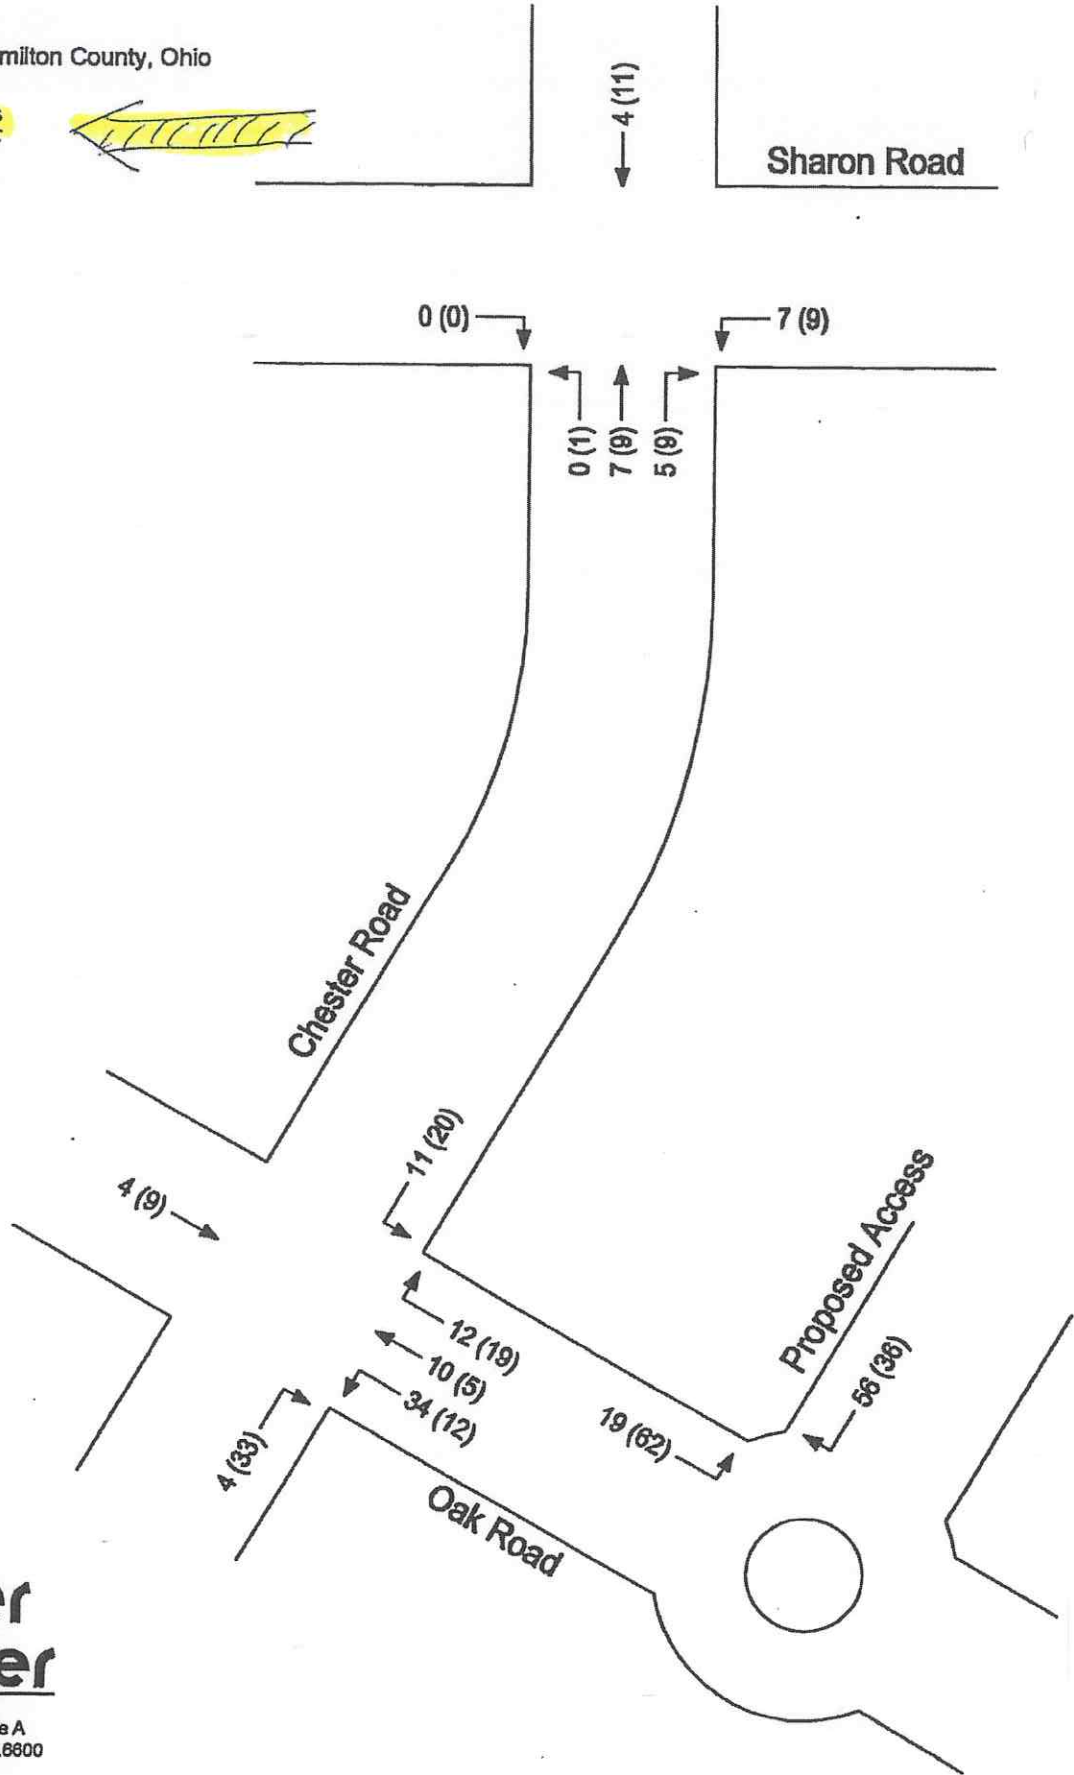 milton County, Ohio
4 (11)
Sharon Road
0 (0)
7 (9)
0 (1)
7 (9)
5 (9)
Chester Road
11 (20)
4 (9)
Proposed Access
12 (19)
10 (5)
34 (12)
56 (36)
19 (62)
4 (33)
Oak Road
er
er
e A
.6600